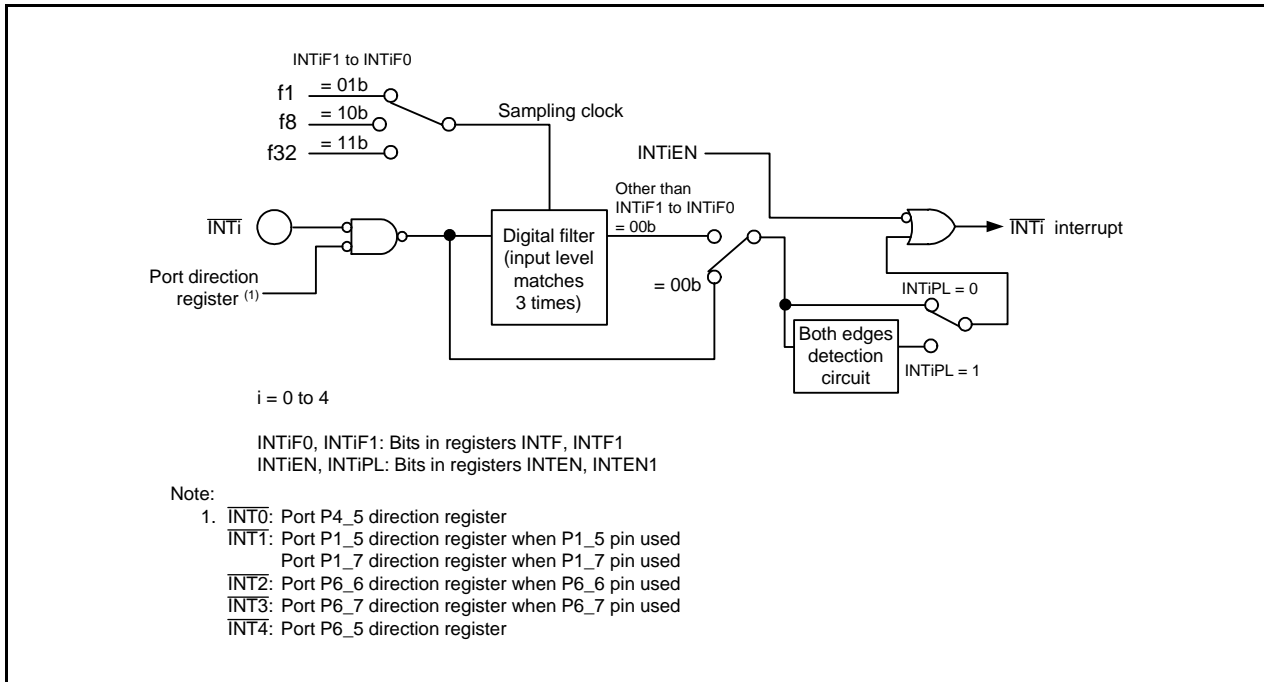 INTiF1 to INTiF0
f1 = 01b
f8 = 10b
f32 = 11b
Sampling clock
INTiEN
Other than
INTiF1 to INTiF0
= 00b
INTi
Digital filter
(input level
matches
3 times)
INTi interrupt
Port direction
register (1)
= 00b
INTiPL = 0
Both edges
detection
circuit
INTiPL = 1
i = 0 to 4
INTiF0, INTiF1: Bits in registers INTF, INTF1
INTiEN, INTiPL: Bits in registers INTEN, INTEN1
Note:
1. INT0: Port P4_5 direction register
INT1: Port P1_5 direction register when P1_5 pin used
Port P1_7 direction register when P1_7 pin used
INT2: Port P6_6 direction register when P6_6 pin used
INT3: Port P6_7 direction register when P6_7 pin used
INT4: Port P6_5 direction register